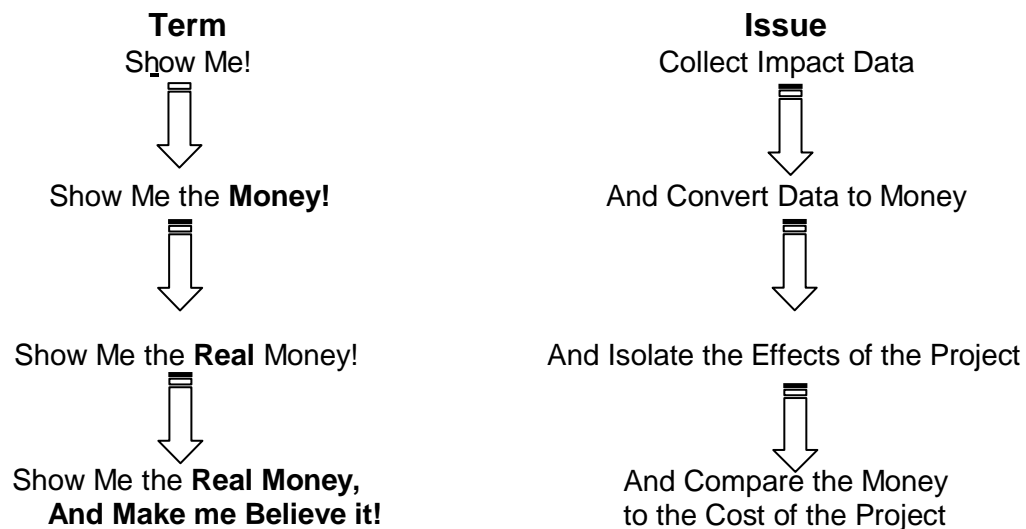 Term
Issue
Show Me!
Collect Impact Data
Show Me the Money!
And Convert Data to Money
Show Me the Real Money!
And Isolate the Effects of the Project
Show Me the Real Money,
And Make me Believe it!
And Compare the Money
to the Cost of the Project